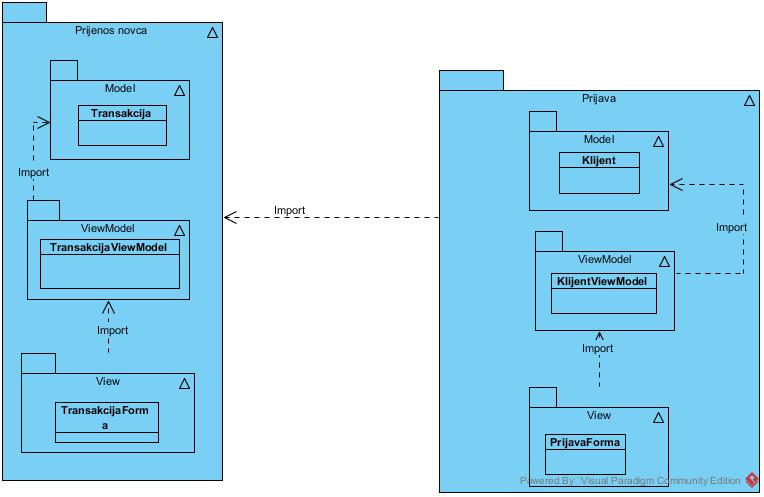 Prijenos novca
Model
Transakcija
Import
ViewModel
TransakcijaViewModel
Import
View
TransakcijaForm
a
Import
Prijava
Model
Klijent
Import
ViewModel
KlijentViewModel
Import
View
PrijavaForma
Powered By Visual Paradigm Community Edition